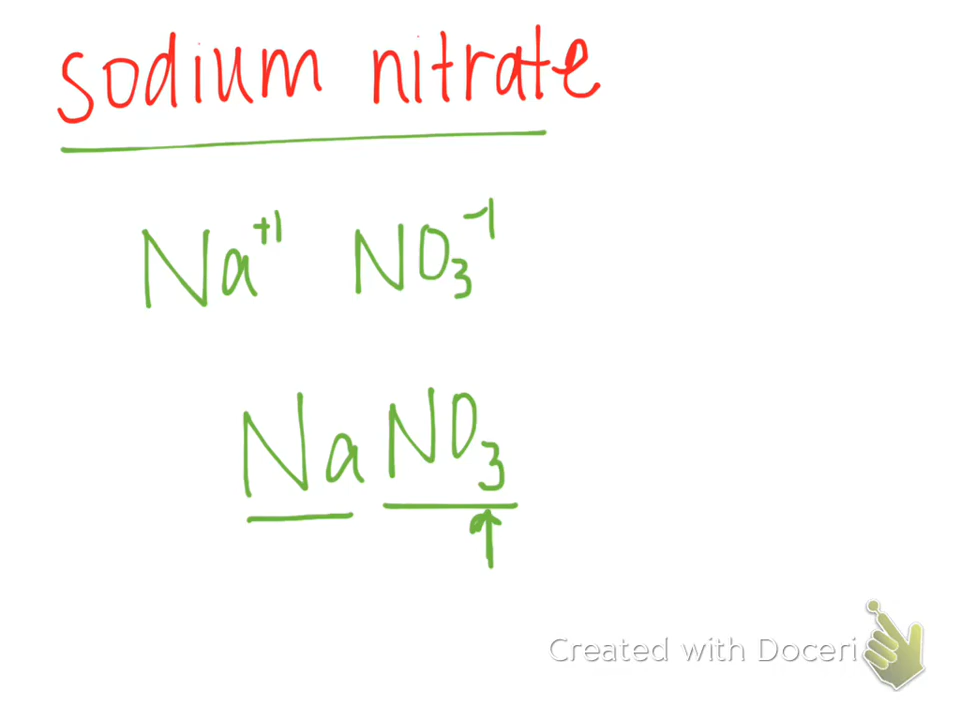 sodium nitrate
Na⁺¹ NO₃⁻¹
NaNO₃
Created with Doceri